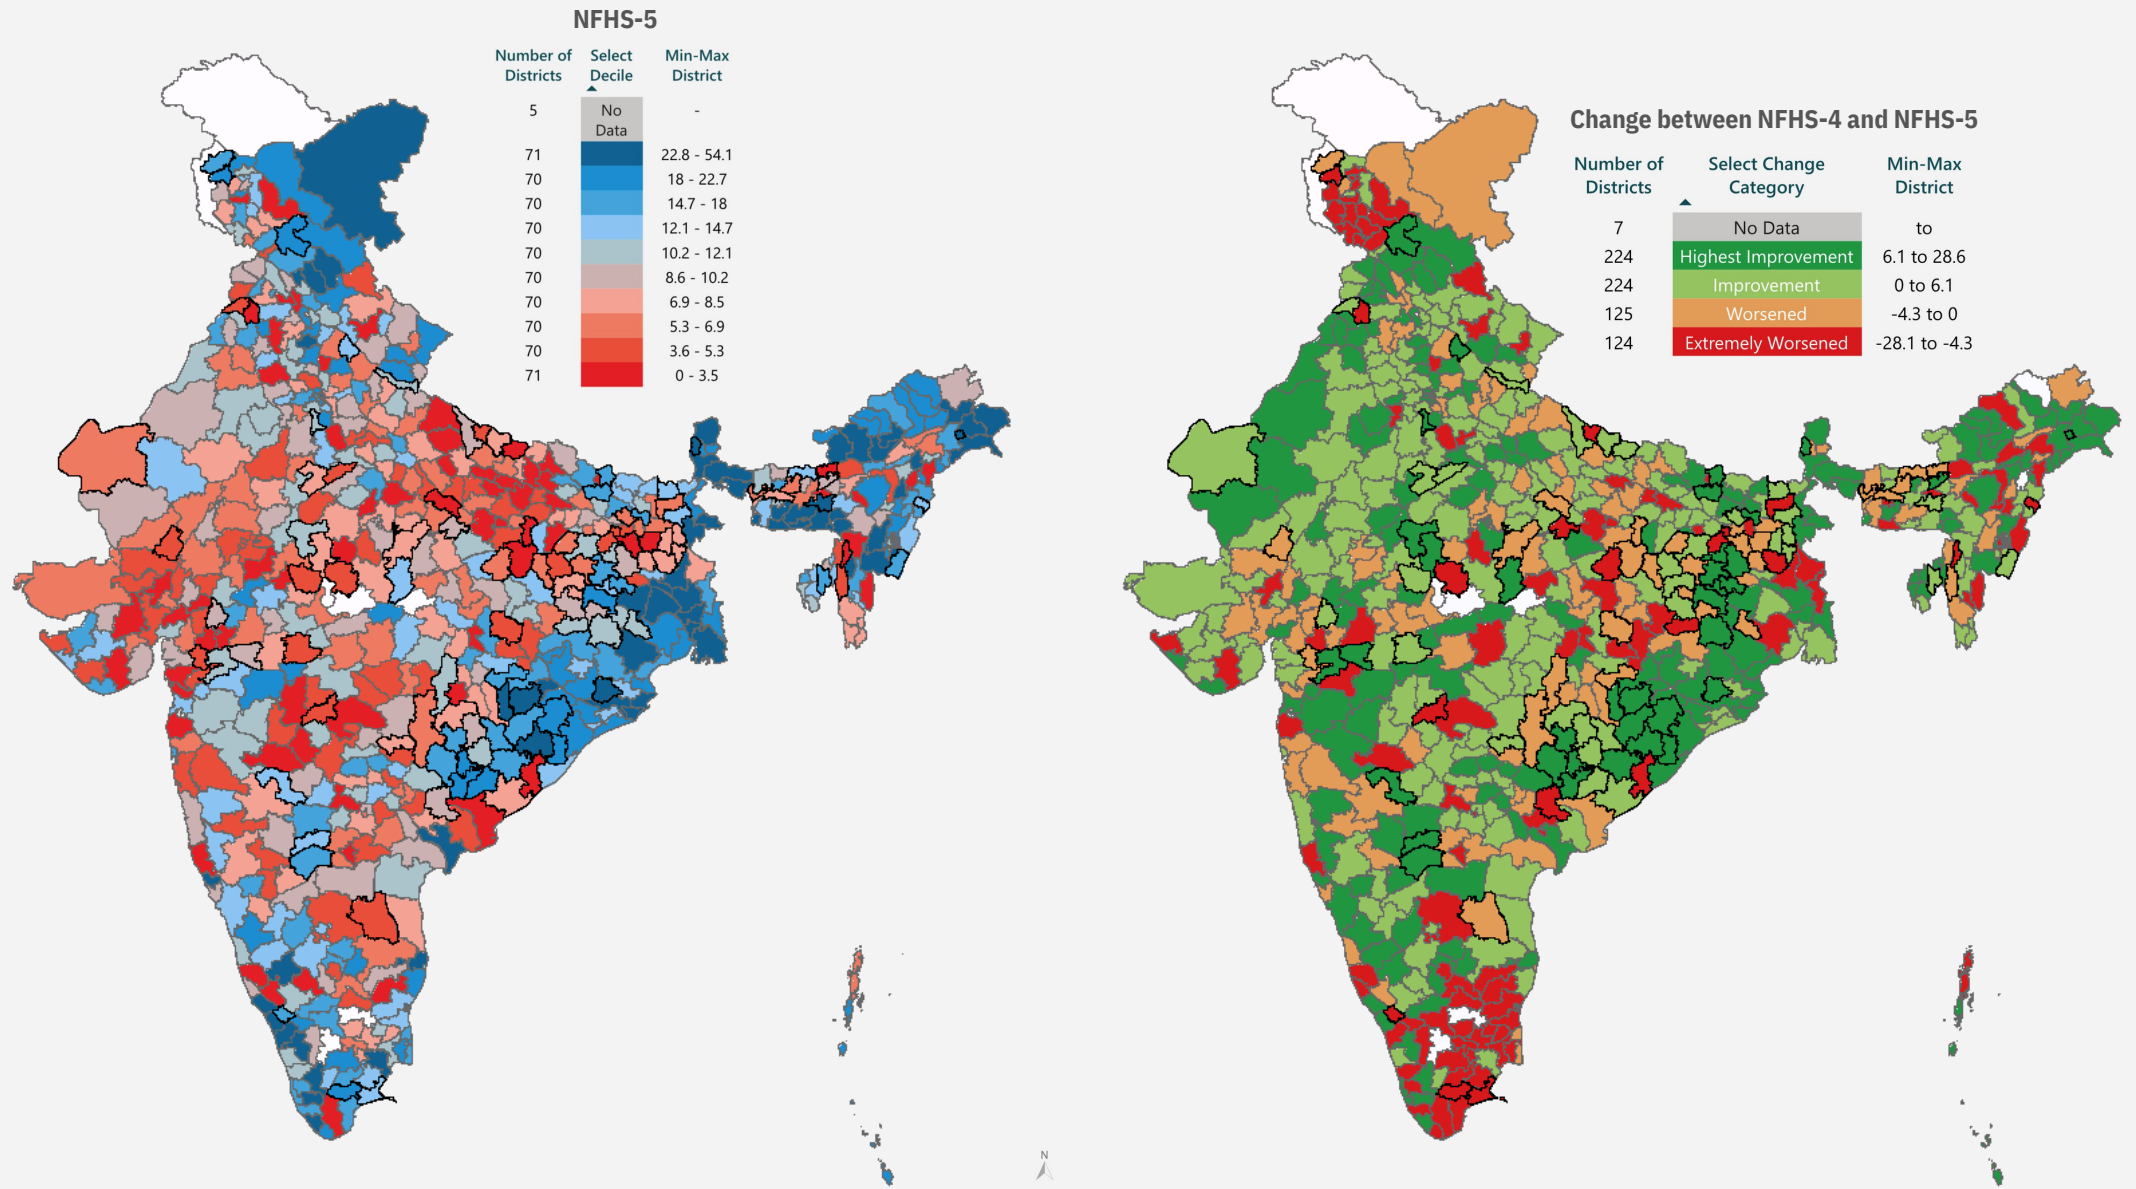 NFHS-5
Number of Districts Select Decile Min-Max District
5 No Data -
71 22.8 - 54.1
70 18 - 22.7
70 14.7 - 18
70 12.1 - 14.7
70 10.2 - 12.1
70 8.6 - 10.2
70 6.9 - 8.5
70 5.3 - 6.9
70 3.6 - 5.3
71 0 - 3.5
Change between NFHS-4 and NFHS-5
Number of Districts Select Change Category Min-Max District
7 No Data to
224 Highest Improvement 6.1 to 28.6
224 Improvement 0 to 6.1
125 Worsened -4.3 to 0
124 Extremely Worsened -28.1 to -4.3
N